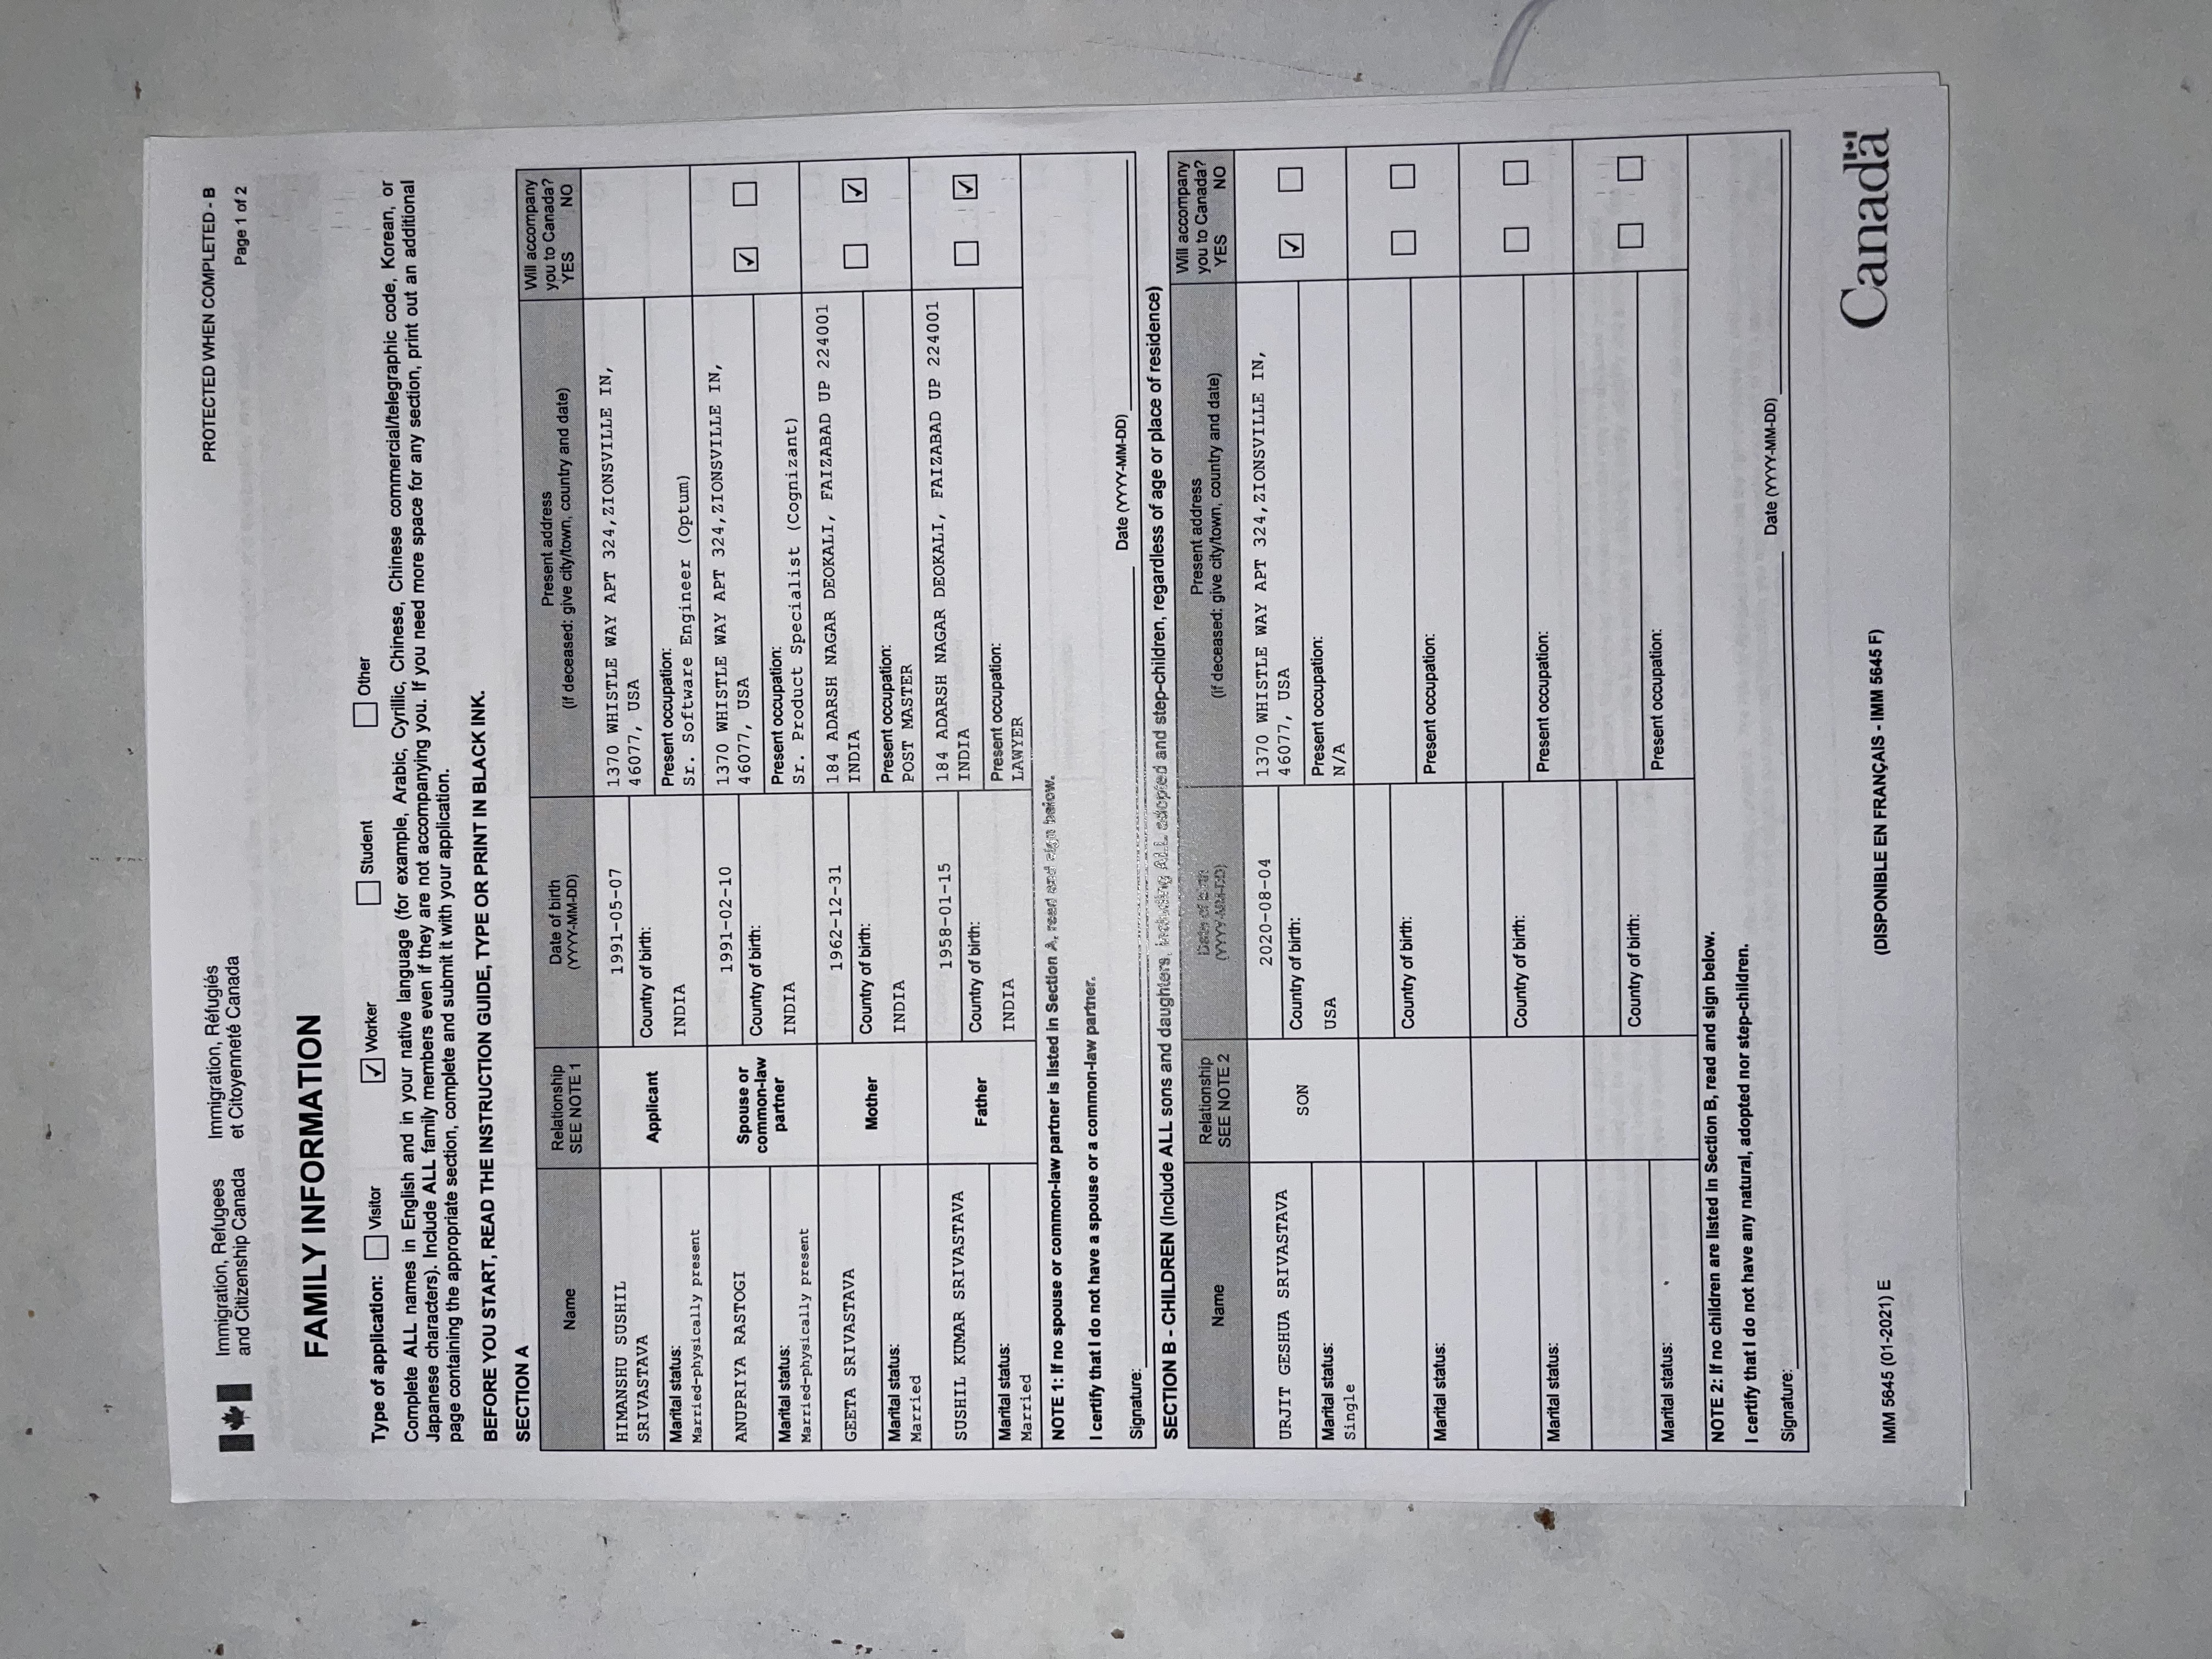 Immigration, Refugees and Citizenship Canada
Immigration, Réfugiés et Citoyenneté Canada
PROTECTED WHEN COMPLETED - B
Page 1 of 2
FAMILY INFORMATION
Type of application: Visitor ✓ Worker Student Other
Complete ALL names in English and in your native language (for example, Arabic, Cyrillic, Chinese, Chinese commercial/telegraphic code, Korean, or
Japanese characters). Include ALL family members even if they are not accompanying you. If you need more space for any section, print out an additional
page containing the appropriate section, complete and submit it with your application.
BEFORE YOU START, READ THE INSTRUCTION GUIDE, TYPE OR PRINT IN BLACK INK.
SECTION A
Name
Relationship
SEE NOTE 1
Date of birth
(YYYY-MM-DD)
Present address
(if deceased: give city/town, country and date)
Will accompany
you to Canada?
YES NO
HIMANSHU SUSHIL
SRIVASTAVA
Marital status:
Married-physically present
Applicant
1991-05-07
Country of birth:
INDIA
1370 WHISTLE WAY APT 324,ZIONSVILLE IN,
46077, USA
Present occupation:
Sr. Software Engineer (Optum)
ANUPRIYA RASTOGI
Marital status:
Married-physically present
Spouse or
common-law
partner
1991-02-10
Country of birth:
INDIA
1370 WHISTLE WAY APT 324,ZIONSVILLE IN,
46077, USA
Present occupation:
Sr. Product Specialist (Cognizant)
✓
GEETA SRIVASTAVA
Marital status:
Married
Mother
1962-12-31
Country of birth:
INDIA
184 ADARSH NAGAR DEOKALI, FAIZABAD UP 224001
INDIA
Present occupation:
POST MASTER
✓
SUSHIL KUMAR SRIVASTAVA
Marital status:
Married
Father
1958-01-15
Country of birth:
INDIA
184 ADARSH NAGAR DEOKALI, FAIZABAD UP 224001
INDIA
Present occupation:
LAWYER
✓
NOTE 1: If no spouse or common-law partner is listed in Section A, read and sign below.
I certify that I do not have a spouse or a common-law partner.
Signature: Date (YYYY-MM-DD)
SECTION B - CHILDREN (Include ALL sons and daughters, including ALL adopted and step-children, regardless of age or place of residence)
Name
Relationship
SEE NOTE 2
Date of birth
(YYYY-MM-DD)
Present address
(if deceased: give city/town, country and date)
Will accompany
you to Canada?
YES NO
URJIT GESHUA SRIVASTAVA
Marital status:
Single
SON
2020-08-04
Country of birth:
USA
1370 WHISTLE WAY APT 324,ZIONSVILLE IN,
46077, USA
Present occupation:
N/A
✓
Marital status:
Country of birth:
Present occupation:
Marital status:
Country of birth:
Present occupation:
Marital status:
Country of birth:
Present occupation:
NOTE 2: If no children are listed in Section B, read and sign below.
I certify that I do not have any natural, adopted nor step-children.
Signature: Date (YYYY-MM-DD)
IMM 5645 (01-2021) E
(DISPONIBLE EN FRANÇAIS - IMM 5645 F)
Canada